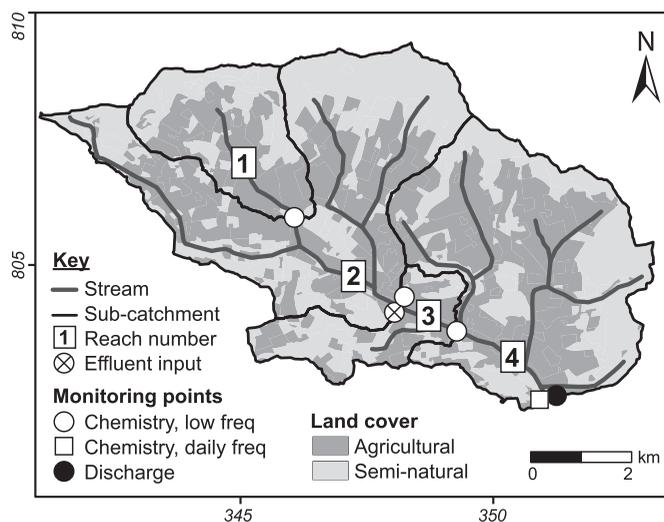 810
N
1
805
2
3
4
Key
Stream
Sub-catchment
1 Reach number
Effluent input
Monitoring points
Chemistry, low freq
Chemistry, daily freq
Discharge
Land cover
Agricultural
Semi-natural
km
0 2
345 350